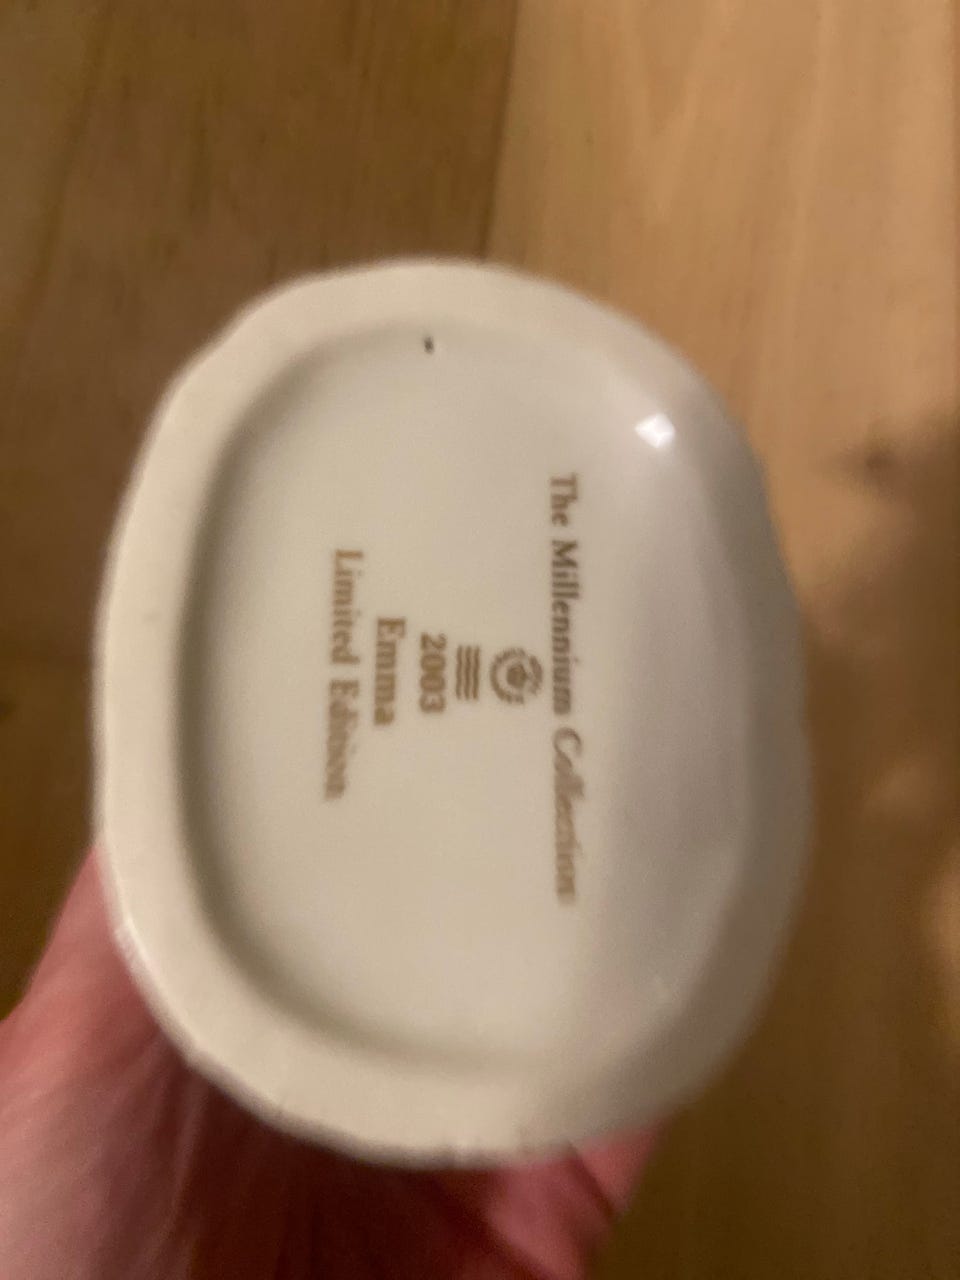 The Millennium Collection
2003
Emma
Limited Edition